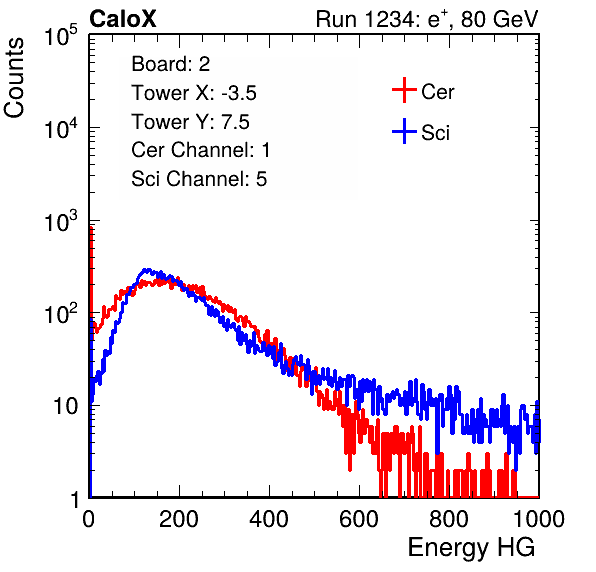 CaloX Run 1234: e⁺, 80 GeV
Counts
10⁵
10⁴
10³
10²
10
1
Board: 2
Tower X: -3.5
Tower Y: 7.5
Cer Channel: 1
Sci Channel: 5
Cer
Sci
0 200 400 600 800 1000
Energy HG